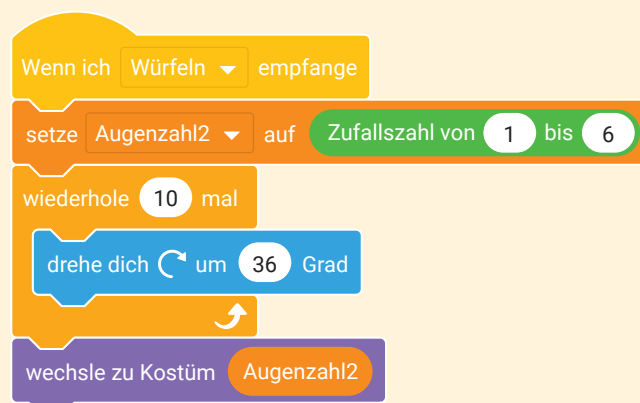 Wenn ich Würfeln empfange
setze Augenzahl2 auf Zufallszahl von 1 bis 6
wiederhole 10 mal
drehe dich um 36 Grad
wechsle zu Kostüm Augenzahl2